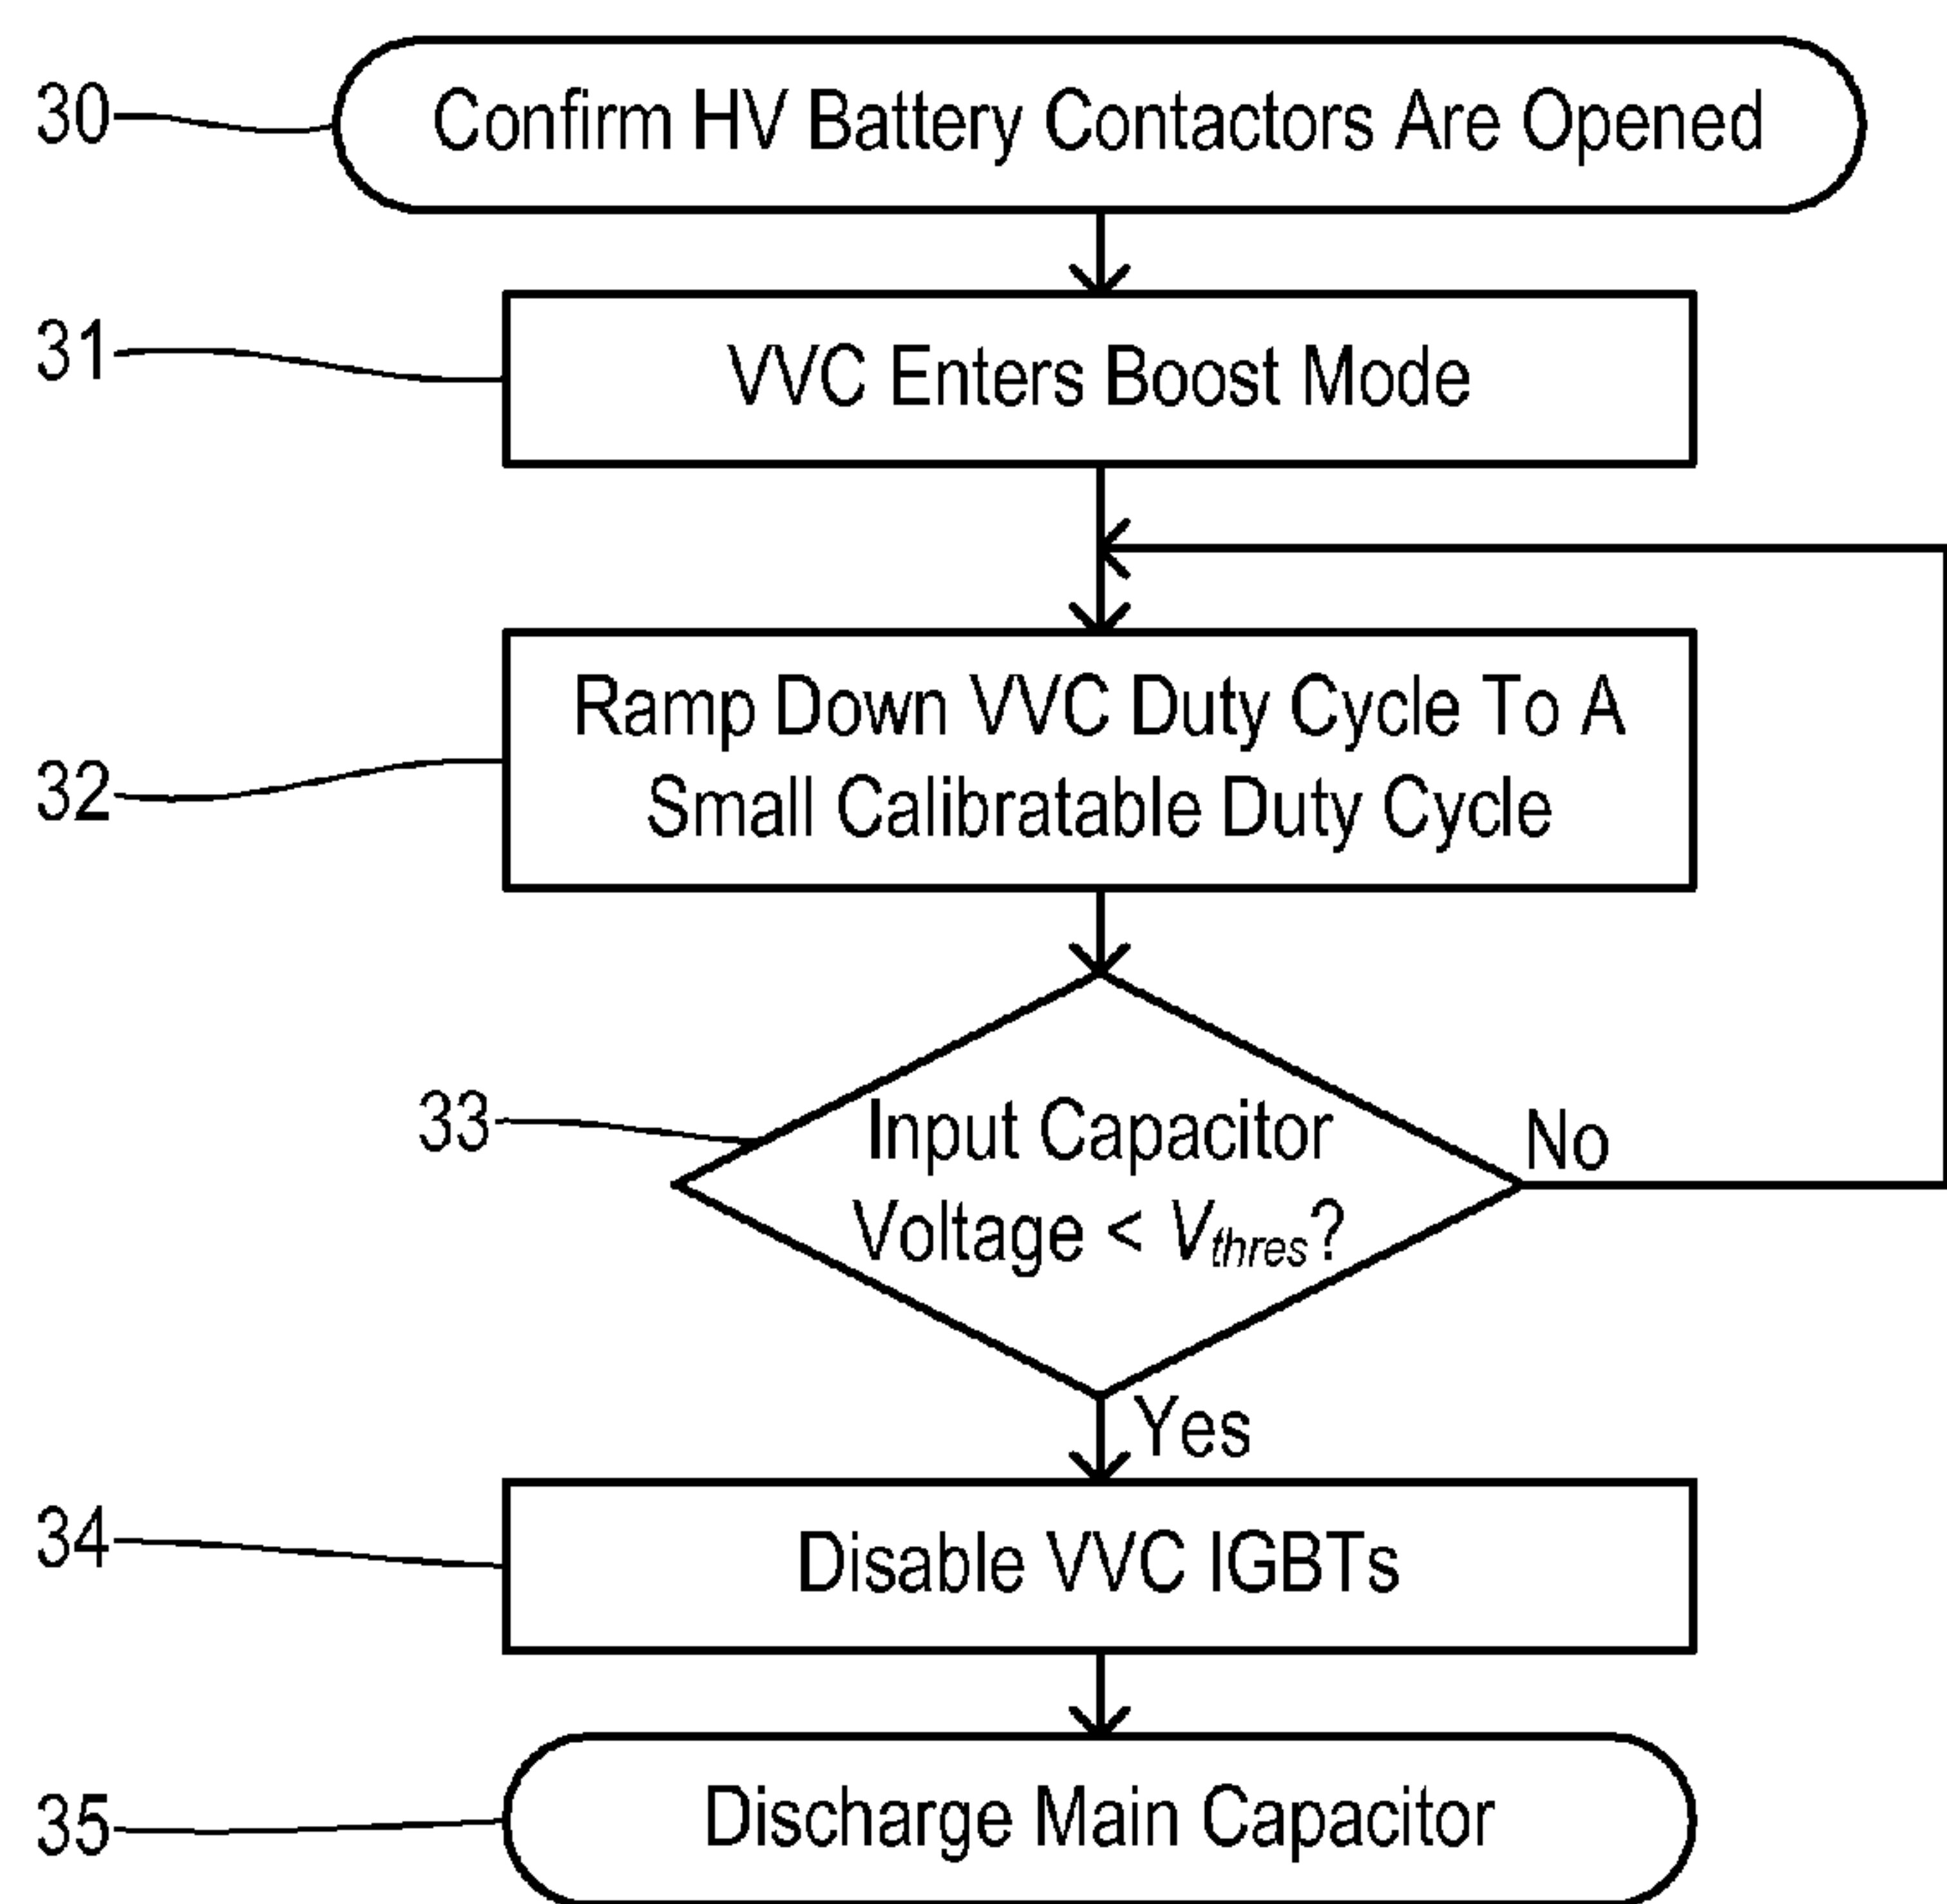 30
Confirm HV Battery Contactors Are Opened
31
VVC Enters Boost Mode
32
Ramp Down VVC Duty Cycle To A
Small Calibratable Duty Cycle
33
Input Capacitor
Voltage < Vthres?
No
Yes
34
Disable VVC IGBTs
35
Discharge Main Capacitor